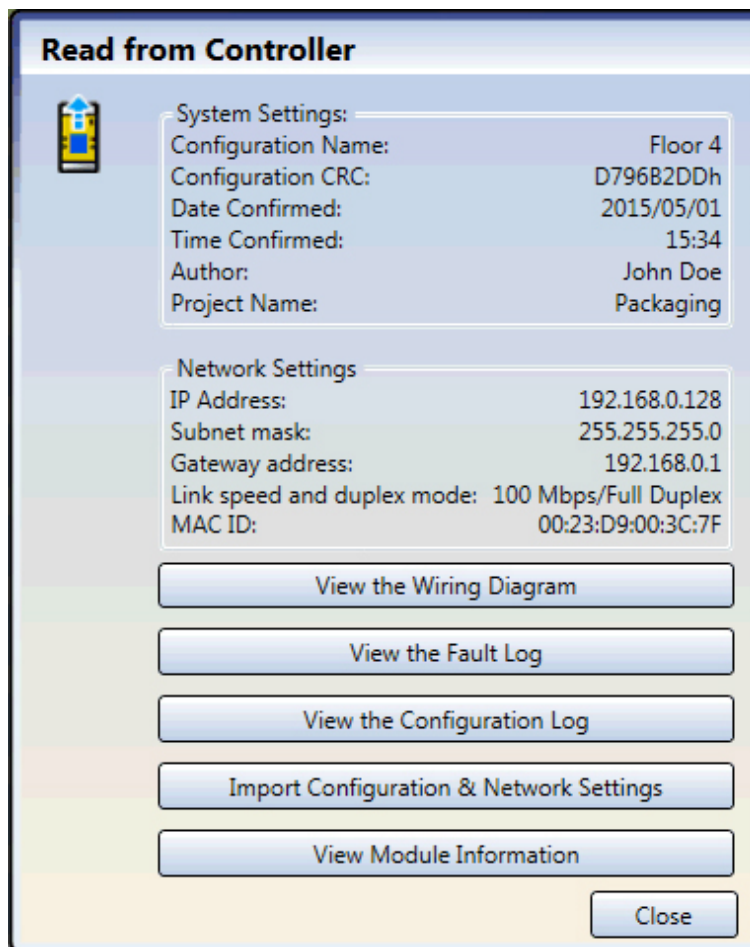 Read from Controller
System Settings:
Configuration Name: Floor 4
Configuration CRC: D796B2DDh
Date Confirmed: 2015/05/01
Time Confirmed: 15:34
Author: John Doe
Project Name: Packaging
Network Settings
IP Address: 192.168.0.128
Subnet mask: 255.255.255.0
Gateway address: 192.168.0.1
Link speed and duplex mode: 100 Mbps/Full Duplex
MAC ID: 00:23:D9:00:3C:7F
View the Wiring Diagram
View the Fault Log
View the Configuration Log
Import Configuration & Network Settings
View Module Information
Close